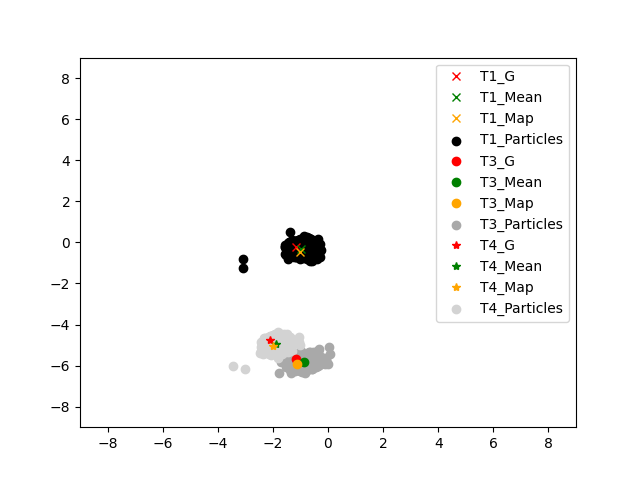 8
6
4
2
0
−2
−4
−6
−8
−8 −6 −4 −2 0 2 4 6 8
T1_G
T1_Mean
T1_Map
T1_Particles
T3_G
T3_Mean
T3_Map
T3_Particles
T4_G
T4_Mean
T4_Map
T4_Particles